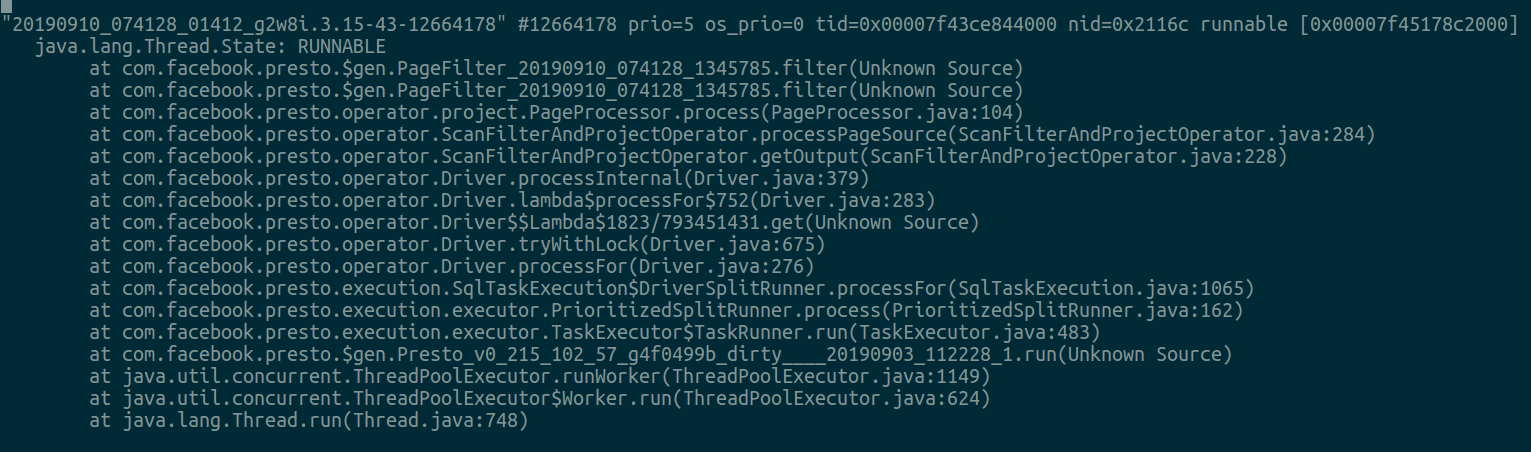 "20190910_074128_01412_g2w8i.3.15-43-12664178" #12664178 prio=5 os_prio=0 tid=0x00007f43ce844000 nid=0x2116c runnable [0x00007f45178c2000]
java.lang.Thread.State: RUNNABLE
at com.facebook.presto.$gen.PageFilter_20190910_074128_1345785.filter(Unknown Source)
at com.facebook.presto.$gen.PageFilter_20190910_074128_1345785.filter(Unknown Source)
at com.facebook.presto.operator.project.PageProcessor.process(PageProcessor.java:104)
at com.facebook.presto.operator.ScanFilterAndProjectOperator.processPageSource(ScanFilterAndProjectOperator.java:284)
at com.facebook.presto.operator.ScanFilterAndProjectOperator.getOutput(ScanFilterAndProjectOperator.java:228)
at com.facebook.presto.operator.Driver.processInternal(Driver.java:379)
at com.facebook.presto.operator.Driver.lambda$processFor$752(Driver.java:283)
at com.facebook.presto.operator.Driver$$Lambda$1823/793451431.get(Unknown Source)
at com.facebook.presto.operator.Driver.tryWithLock(Driver.java:675)
at com.facebook.presto.operator.Driver.processFor(Driver.java:276)
at com.facebook.presto.execution.SqlTaskExecution$DriverSplitRunner.processFor(SqlTaskExecution.java:1065)
at com.facebook.presto.execution.executor.PrioritizedSplitRunner.process(PrioritizedSplitRunner.java:162)
at com.facebook.presto.execution.executor.TaskExecutor$TaskRunner.run(TaskExecutor.java:483)
at com.facebook.presto.$gen.Presto_v0_215_102_57_g4f0499b_dirty____20190903_112228_1.run(Unknown Source)
at java.util.concurrent.ThreadPoolExecutor.runWorker(ThreadPoolExecutor.java:1149)
at java.util.concurrent.ThreadPoolExecutor$Worker.run(ThreadPoolExecutor.java:624)
at java.lang.Thread.run(Thread.java:748)